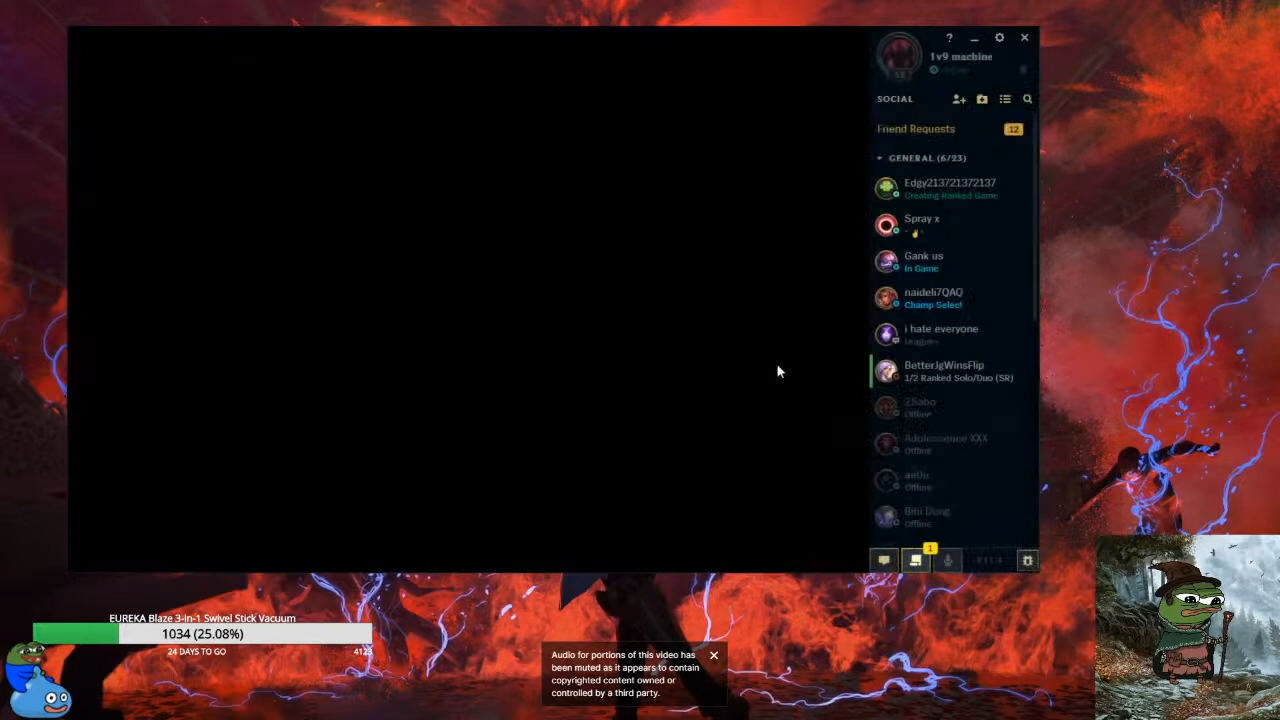 ?
1v9 machine
SOCIAL
Friend Requests
12
GENERAL (6/23)
Edgy213721372137
Creating Ranked Game
Spray x
Gank us
In Game
naideli7QAQ
Champ Select
i hate everyone
BetterJgWinsFlip
1/2 Ranked Solo/Duo (SR)
2Sabo
Offline
Adolescence XXX
Offline
Offline
Offline
1
EUREKA Blaze 3-in-1 Swivel Stick Vacuum
1034 (25.08%)
24 DAYS TO GO
Audio for portions of this video has
been muted as it appears to contain
copyrighted content owned or
controlled by a third party.